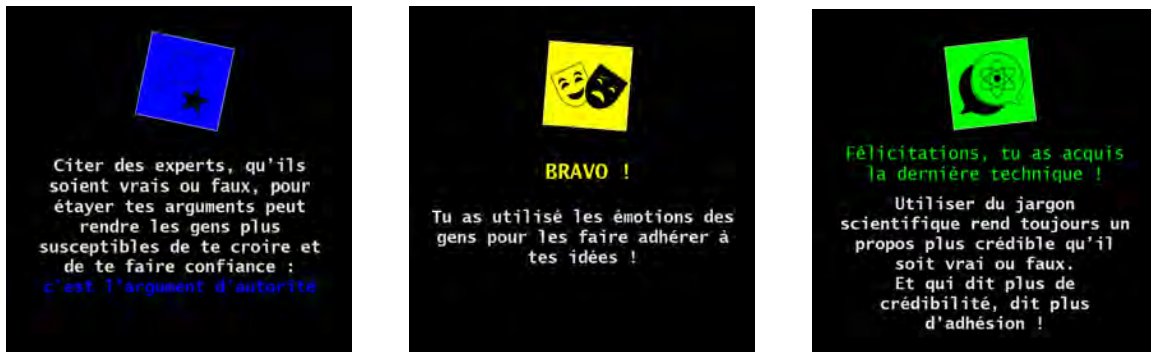 Citer des experts, qu'ils
soient vrais ou faux, pour
étayer tes arguments peut
rendre les gens plus
susceptibles de te croire et
de te faire confiance :
c'est l'argument d'autorité
BRAVO !
Tu as utilisé les émotions des
gens pour les faire adhérer à
tes idées !
Félicitations, tu as acquis
la dernière technique !
Utiliser du jargon
scientifique rend toujours un
propos plus crédible qu'il
soit vrai ou faux.
Et qui dit plus de
crédibilité, dit plus
d'adhésion !